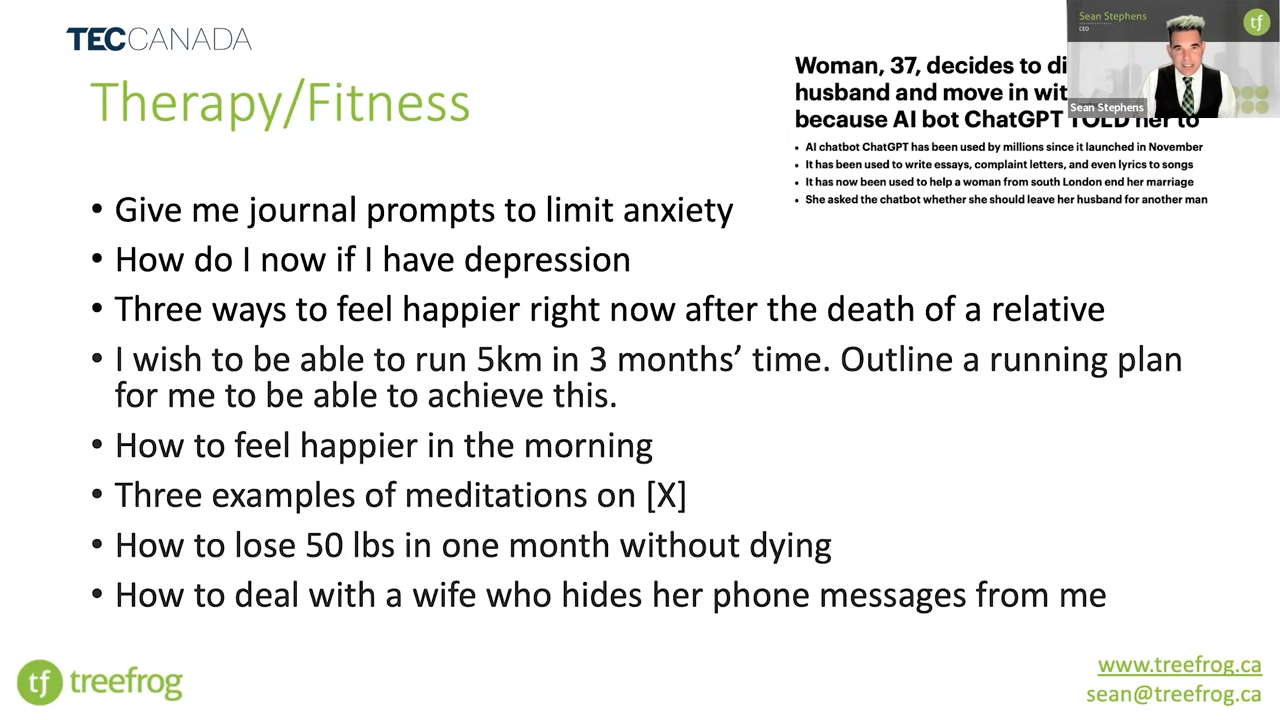 TECCANADA
Therapy/Fitness
Woman, 37, decides to di
husband and move in wit
because AI bot ChatGPT TOLD her to
• AI chatbot ChatGPT has been used by millions since it launched in November
• It has been used to write essays, complaint letters, and even lyrics to songs
• It has now been used to help a woman from south London end her marriage
• She asked the chatbot whether she should leave her husband for another man
Sean Stephens
CEO
tf
Sean Stephens
• Give me journal prompts to limit anxiety
• How do I now if I have depression
• Three ways to feel happier right now after the death of a relative
• I wish to be able to run 5km in 3 months’ time. Outline a running plan
for me to be able to achieve this.
• How to feel happier in the morning
• Three examples of meditations on [X]
• How to lose 50 lbs in one month without dying
• How to deal with a wife who hides her phone messages from me
tf treefrog
www.treefrog.ca
sean@treefrog.ca